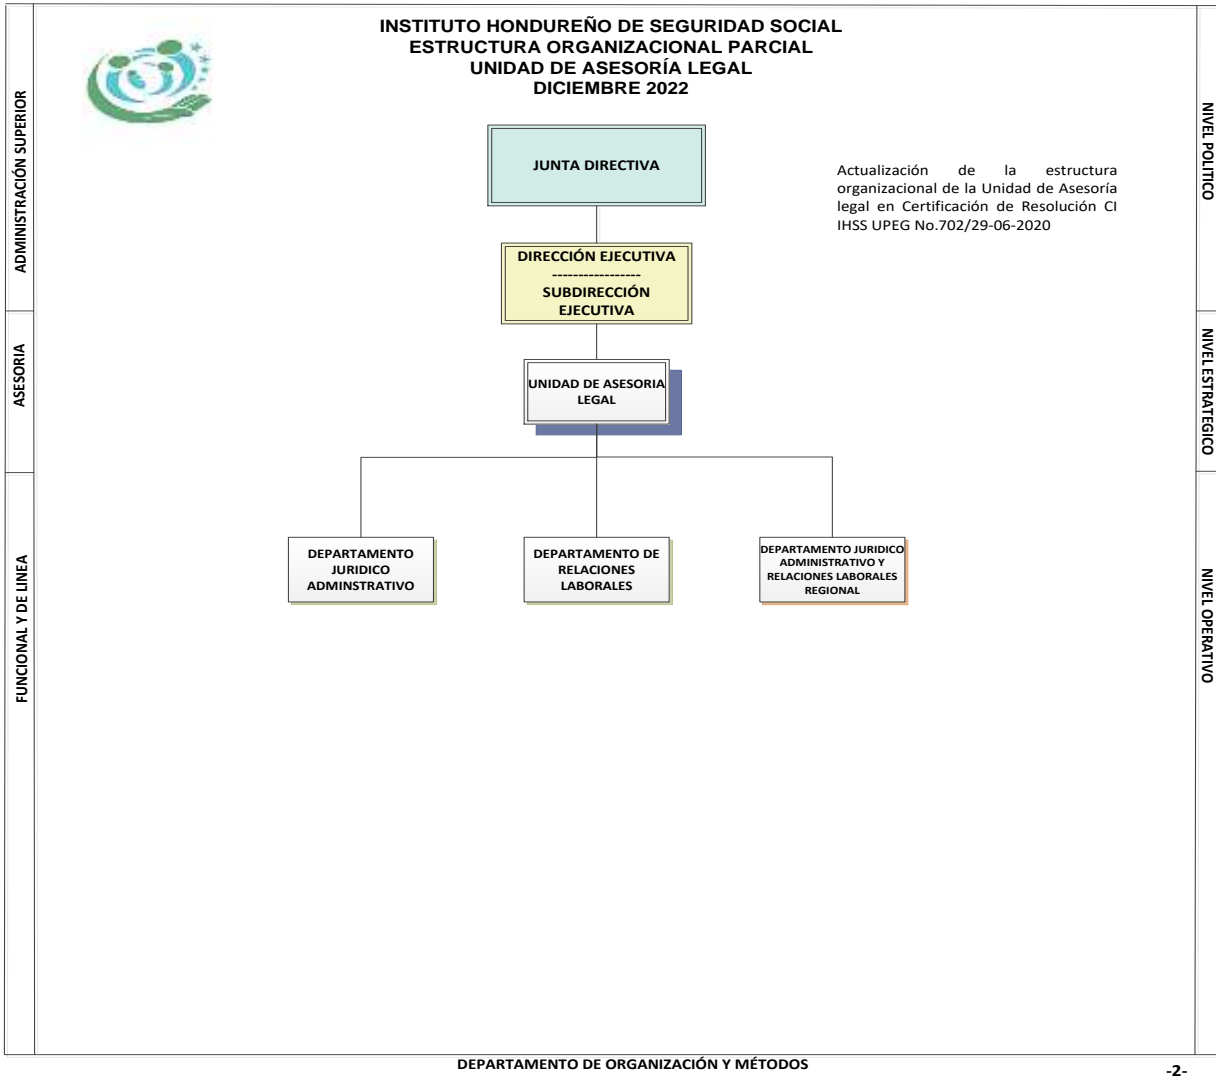 INSTITUTO HONDUREÑO DE SEGURIDAD SOCIAL
ESTRUCTURA ORGANIZACIONAL PARCIAL
UNIDAD DE ASESORÍA LEGAL
DICIEMBRE 2022
ADMINISTRACIÓN SUPERIOR
NIVEL POLITICO
JUNTA DIRECTIVA
Actualización de la estructura
organizacional de la Unidad de Asesoría
legal en Certificación de Resolución CI
IHSS UPEG No.702/29-06-2020
DIRECCIÓN EJECUTIVA
-----------------
SUBDIRECCIÓN
EJECUTIVA
ASESORIA
NIVEL ESTRATEGICO
UNIDAD DE ASESORIA
LEGAL
FUNCIONAL Y DE LINEA
NIVEL OPERATIVO
DEPARTAMENTO
JURIDICO
ADMINSTRATIVO
DEPARTAMENTO DE
RELACIONES
LABORALES
DEPARTAMENTO JURIDICO
ADMINISTRATIVO Y
RELACIONES LABORALES
REGIONAL
DEPARTAMENTO DE ORGANIZACIÓN Y MÉTODOS
-2-